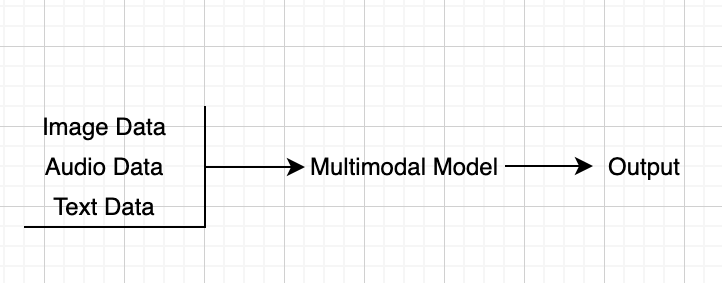 Image Data
Audio Data
Text Data
Multimodal Model
Output